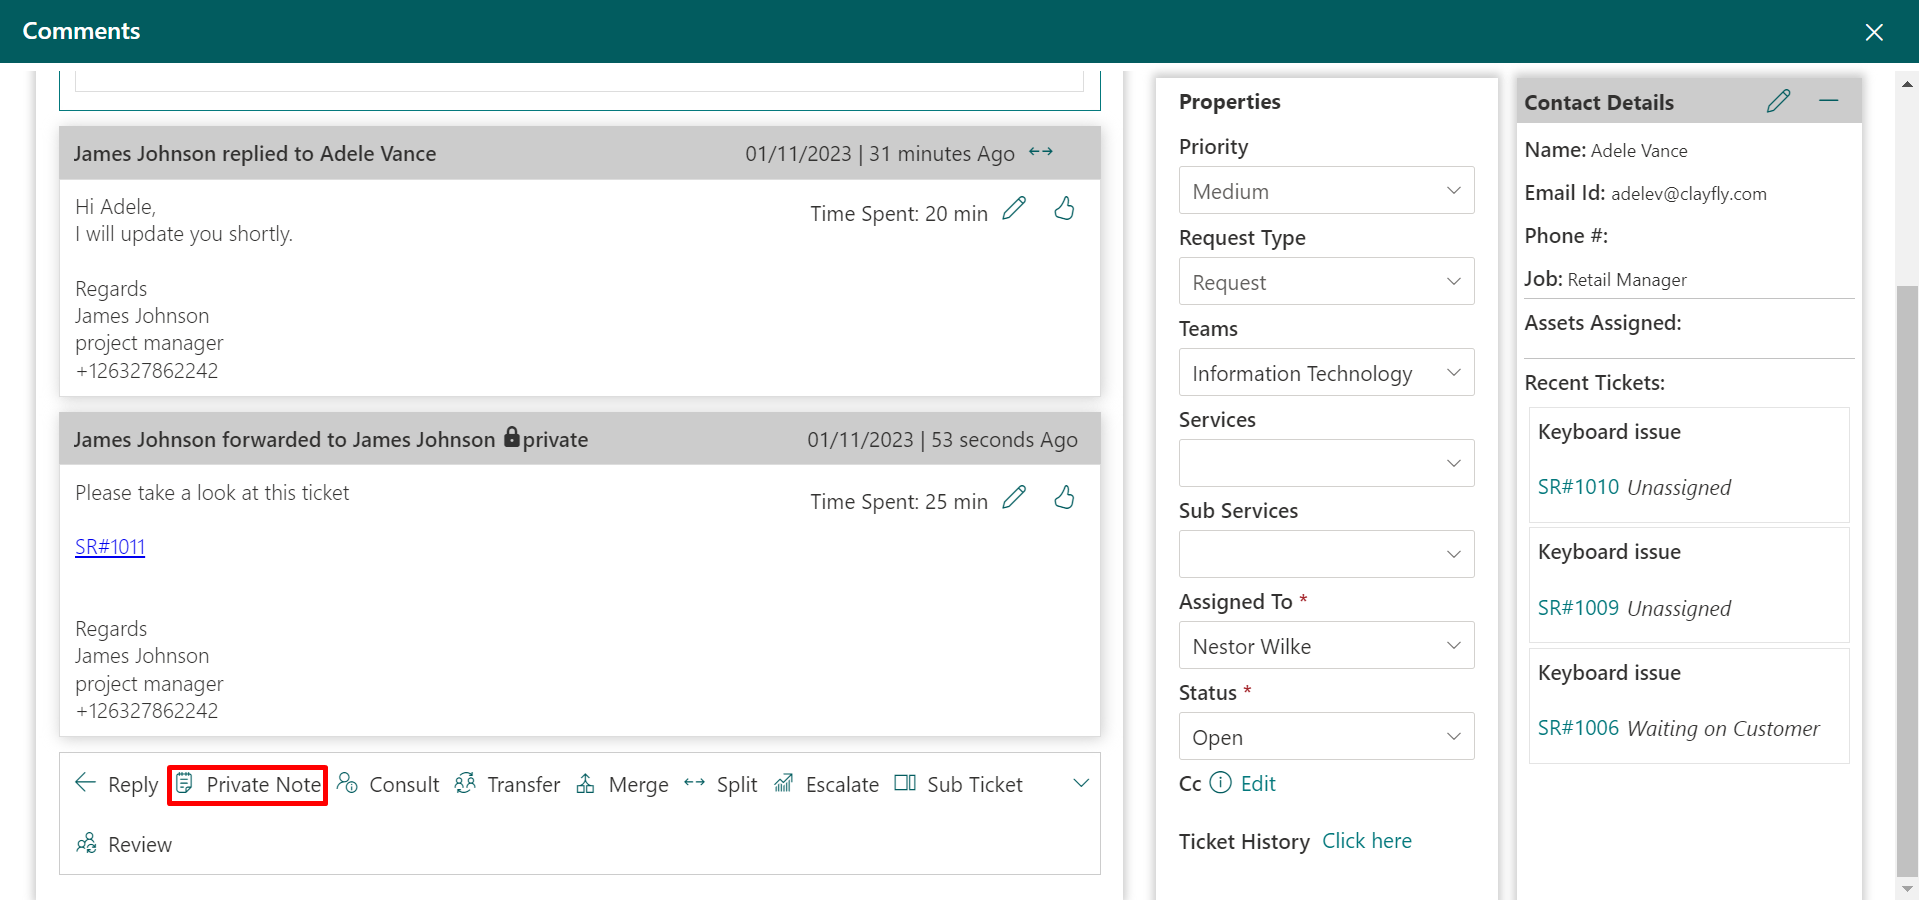 Comments
James Johnson replied to Adele Vance 01/11/2023 | 31 minutes Ago
Hi Adele,
I will update you shortly.
Time Spent: 20 min
Regards
James Johnson
project manager
+126327862242
James Johnson forwarded to James Johnson private 01/11/2023 | 53 seconds Ago
Please take a look at this ticket
Time Spent: 25 min
SR#1011
Regards
James Johnson
project manager
+126327862242
Reply Private Note Consult Transfer Merge Split Escalate Sub Ticket
Review
Properties
Priority
Medium
Request Type
Request
Teams
Information Technology
Services
Sub Services
Assigned To *
Nestor Wilke
Status *
Open
Cc Edit
Ticket History Click here
Contact Details
Name: Adele Vance
Email Id: adelev@clayfly.com
Phone #:
Job: Retail Manager
Assets Assigned:
Recent Tickets:
Keyboard issue
SR#1010 Unassigned
Keyboard issue
SR#1009 Unassigned
Keyboard issue
SR#1006 Waiting on Customer